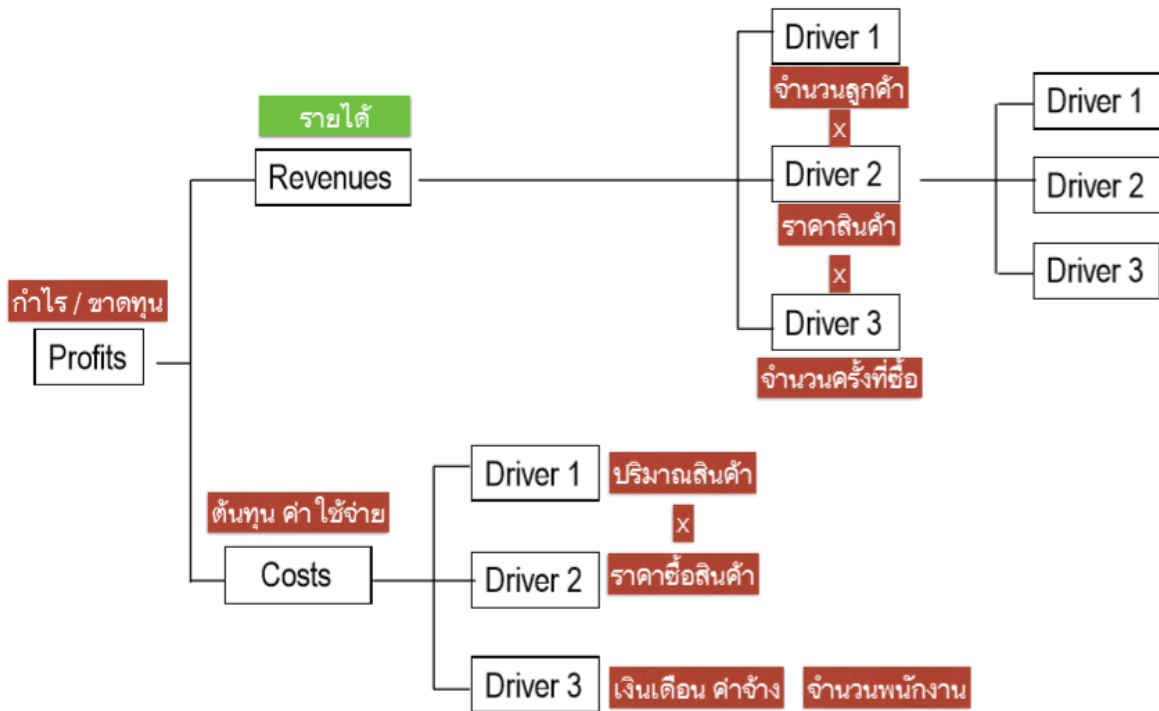 Driver 1
จำนวนลูกค้า
x
Driver 2
ราคาสินค้า
x
Driver 3
จำนวนครั้งที่ซื้อ
Driver 1
Driver 2
Driver 3
รายได้
Revenues
กำไร / ขาดทุน
Profits
ต้นทุน ค่าใช้จ่าย
Costs
Driver 1 ปริมาณสินค้า
x
Driver 2 ราคาซื้อสินค้า
Driver 3 เงินเดือน ค่าจ้าง จำนวนพนักงาน